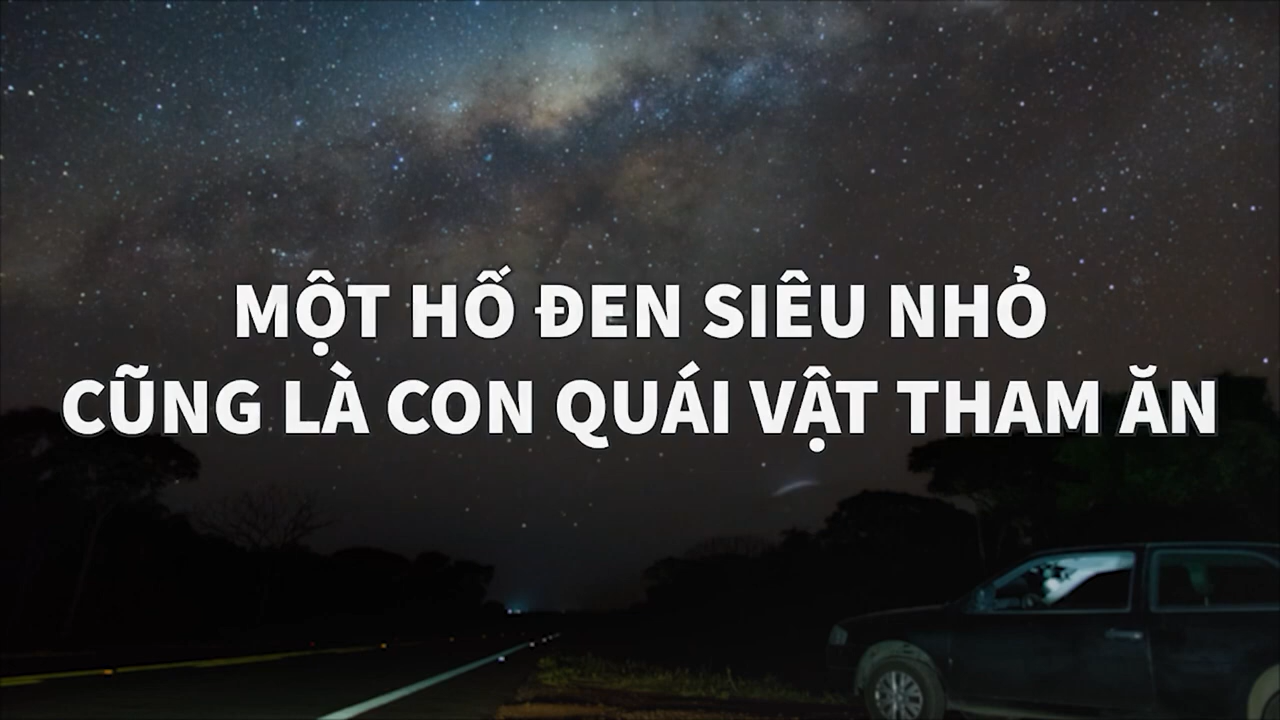 MỘT HỐ ĐEN SIÊU NHỎ
CŨNG LÀ CON QUÁI VẬT THAM ĂN